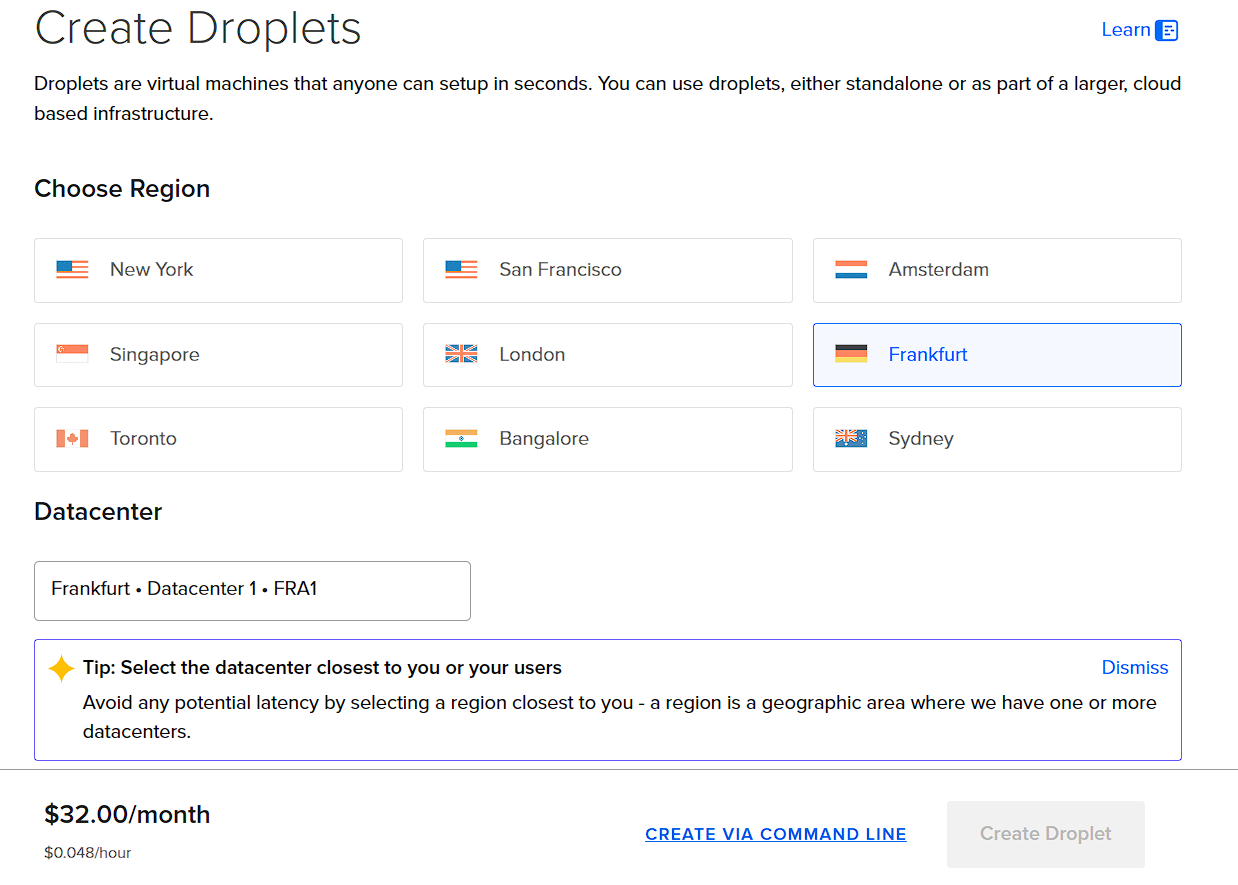 Create Droplets
Learn
Droplets are virtual machines that anyone can setup in seconds. You can use droplets, either standalone or as part of a larger, cloud
based infrastructure.
Choose Region
New York
San Francisco
Amsterdam
Singapore
London
Frankfurt
Toronto
Bangalore
Sydney
Datacenter
Frankfurt • Datacenter 1 • FRA1
Tip: Select the datacenter closest to you or your users
Dismiss
Avoid any potential latency by selecting a region closest to you - a region is a geographic area where we have one or more
datacenters.
$32.00/month
$0.048/hour
CREATE VIA COMMAND LINE
Create Droplet